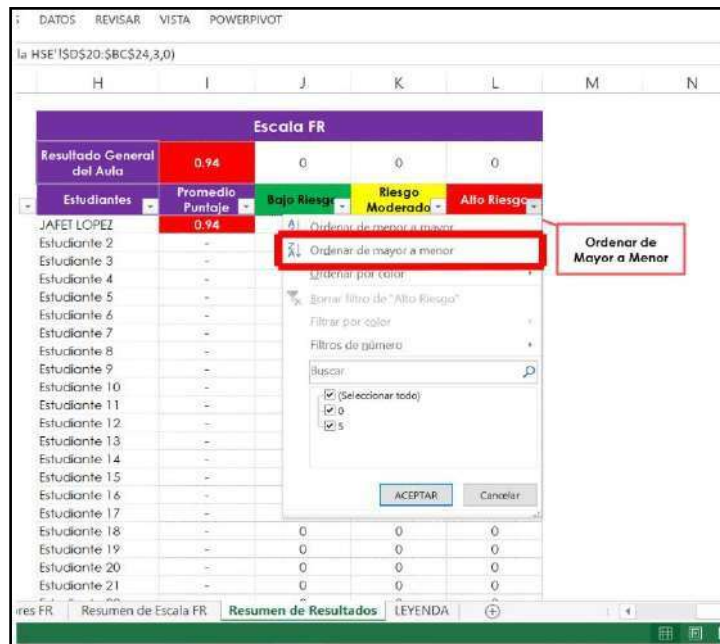 DATOS REVISAR VISTA POWERPIVOT
la HSE'!$D$20:$BC$24,3,0)
H I J K L M N
Escala FR
Resultado General del Aula 0.94 0 0 0
Estudiantes Promedio Puntaje Bajo Riesgo Riesgo Moderado Alto Riesgo
JAFET LOPEZ 0.94
Ordenar de menor a mayor
Estudiante 2 -
Ordenar de mayor a menor
Ordenar de Mayor a Menor
Estudiante 3 -
Ordenar por color
Estudiante 4 -
Borrar filtro de "Alto Riesgo"
Estudiante 5 -
Estudiante 6 -
Filtrar por color
Estudiante 7 -
Filtros de número
Estudiante 8 -
Buscar
Estudiante 9 -
(Seleccionar todo)
Estudiante 10 -
0
Estudiante 11 -
5
Estudiante 12 -
Estudiante 13 -
Estudiante 14 -
Estudiante 15 -
Estudiante 16 -
ACEPTAR Cancelar
Estudiante 17 -
Estudiante 18 - 0 0 0
Estudiante 19 - 0 0 0
Estudiante 20 - 0 0 0
Estudiante 21 - 0 0 0
res FR Resumen de Escala FR Resumen de Resultados LEYENDA